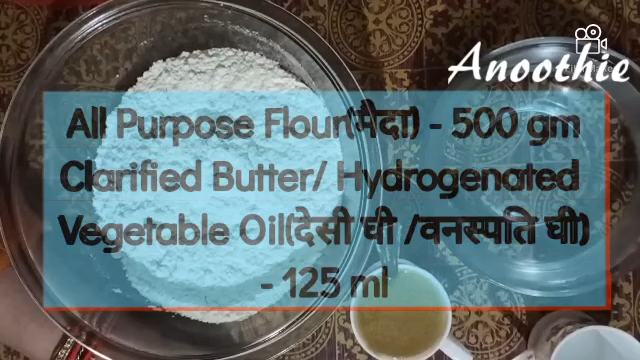 Anoothie
All Purpose Flour(मैदा) - 500 gm
Clarified Butter/ Hydrogenated
Vegetable Oil(देसी घी /वनस्पति घी)
- 125 ml